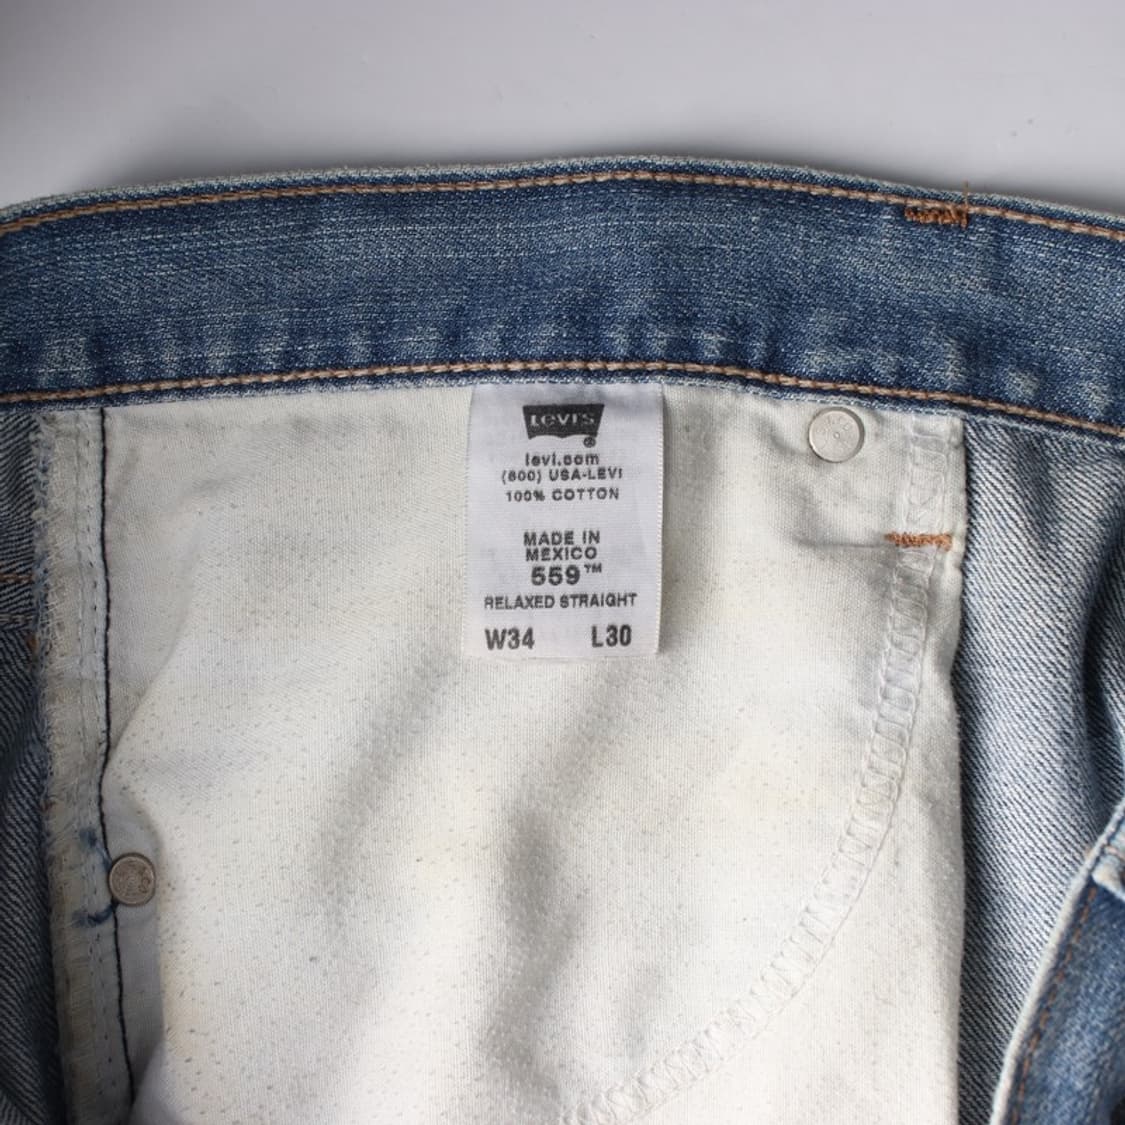 Levi's
®
levi.com
(800) USA-LEVI
100% COTTON
MADE IN
MEXICO
559™
RELAXED STRAIGHT
W34 L30